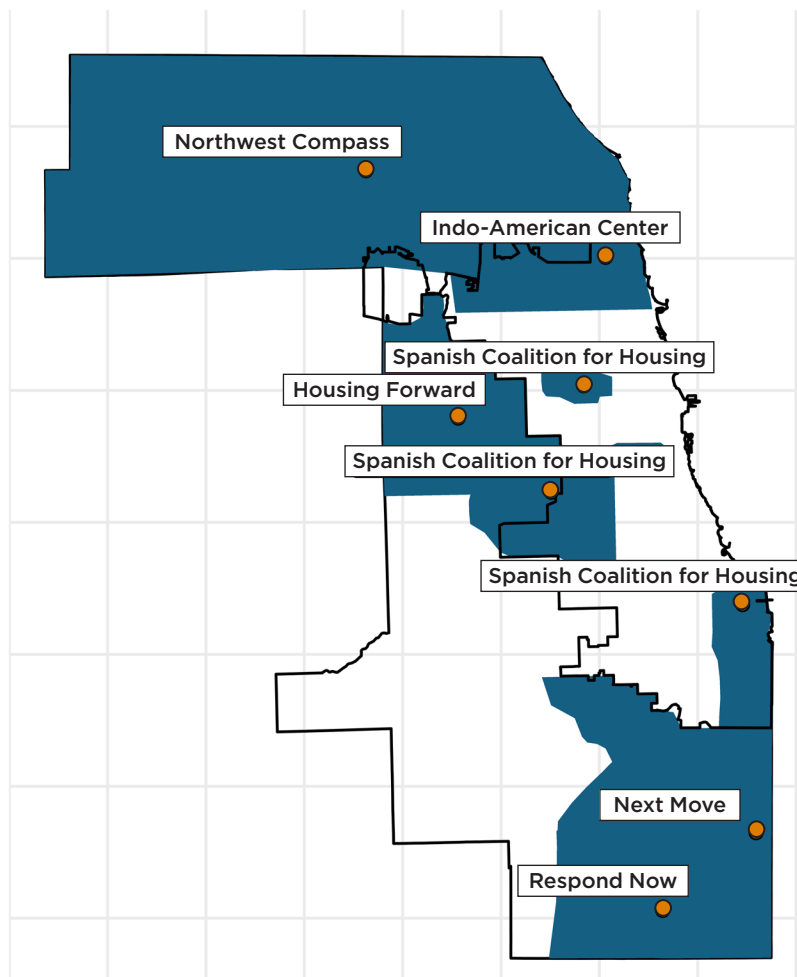 Northwest Compass
Indo-American Center
Spanish Coalition for Housing
Housing Forward
Spanish Coalition for Housing
Spanish Coalition for Housing
Next Move
Respond Now